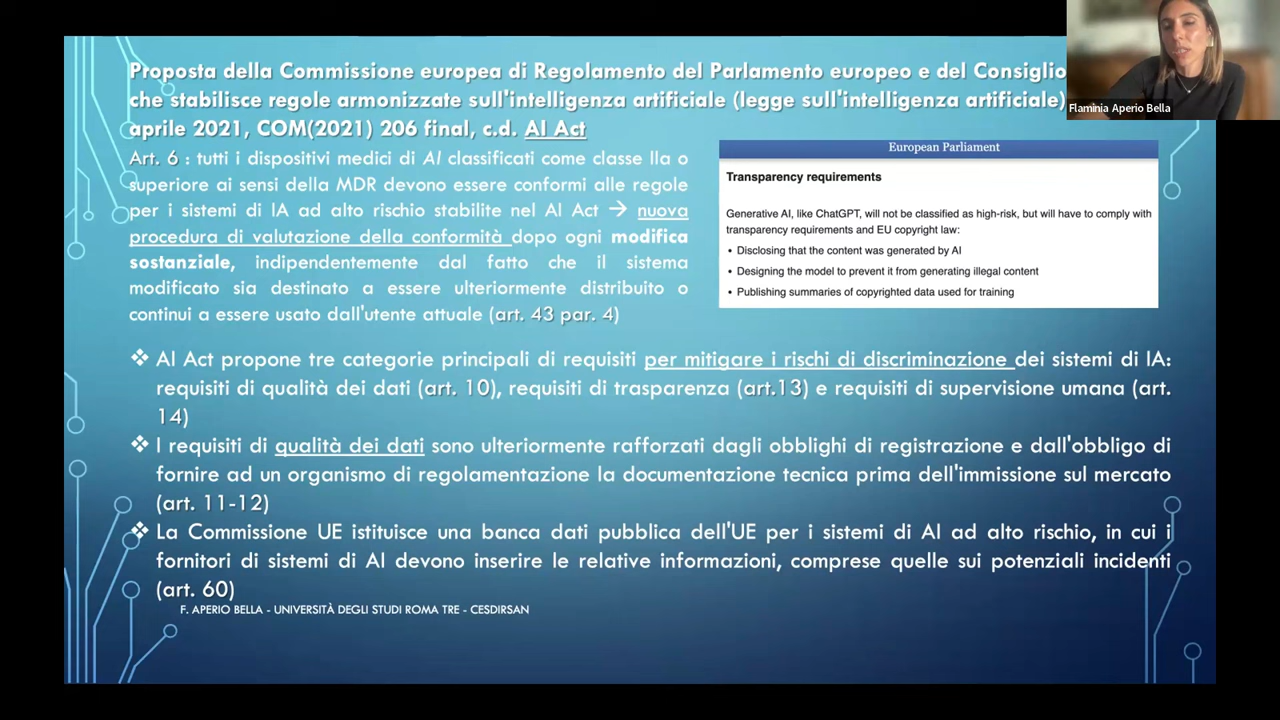 Proposta della Commissione europea di Regolamento del Parlamento europeo e del Consiglio
che stabilisce regole armonizzate sull'intelligenza artificiale (legge sull'intelligenza artificiale)
aprile 2021, COM(2021) 206 final, c.d. AI Act
Art. 6 : tutti i dispositivi medici di AI classificati come classe IIa o
superiore ai sensi della MDR devono essere conformi alle regole
per i sistemi di IA ad alto rischio stabilite nel AI Act → nuova
procedura di valutazione della conformità dopo ogni modifica
sostanziale, indipendentemente dal fatto che il sistema
modificato sia destinato a essere ulteriormente distribuito o
continui a essere usato dall'utente attuale (art. 43 par. 4)
Flaminia Aperio Bella
European Parliament
Transparency requirements
Generative AI, like ChatGPT, will not be classified as high-risk, but will have to comply with
transparency requirements and EU copyright law:
• Disclosing that the content was generated by AI
• Designing the model to prevent it from generating illegal content
• Publishing summaries of copyrighted data used for training
❖ AI Act propone tre categorie principali di requisiti per mitigare i rischi di discriminazione dei sistemi di IA:
requisiti di qualità dei dati (art. 10), requisiti di trasparenza (art.13) e requisiti di supervisione umana (art.
14)
❖ I requisiti di qualità dei dati sono ulteriormente rafforzati dagli obblighi di registrazione e dall'obbligo di
fornire ad un organismo di regolamentazione la documentazione tecnica prima dell'immissione sul mercato
(art. 11-12)
❖ La Commissione UE istituisce una banca dati pubblica dell'UE per i sistemi di AI ad alto rischio, in cui i
fornitori di sistemi di AI devono inserire le relative informazioni, comprese quelle sui potenziali incidenti
(art. 60)
F. APERIO BELLA - UNIVERSITÀ DEGLI STUDI ROMA TRE - CESDIRSAN